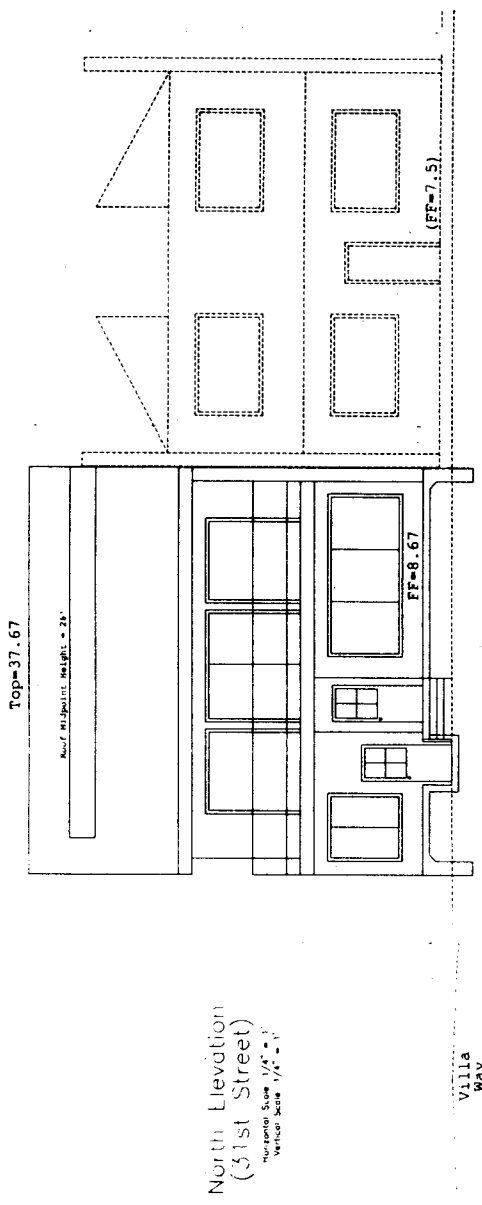 Top=37.67
Roof Midpoint Height = 26'
FF=8.67
(FF=7.5)
North Elevation
(31st Street)
Horizontal Scale 1/4" = 1'
Vertical Scale 1/4" = 1'
Villa
Way